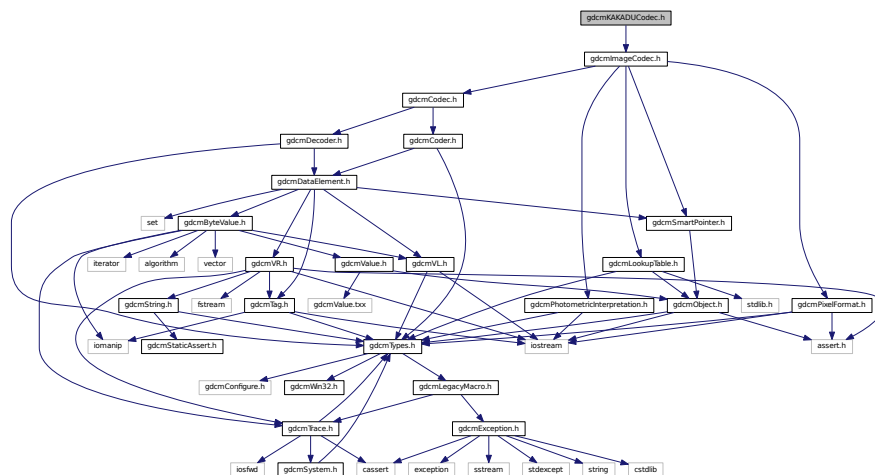 gdcmKAKADUCodec.h
gdcmImageCodec.h
gdcmCodec.h
gdcmDecoder.h
gdcmCoder.h
gdcmDataElement.h
set
gdcmByteValue.h
gdcmSmartPointer.h
iterator
algorithm
vector
gdcmVR.h
gdcmValue.h
gdcmVL.h
gdcmLookupTable.h
gdcmString.h
fstream
gdcmTag.h
gdcmValue.txx
gdcmPhotometricInterpretation.h
gdcmObject.h
stdlib.h
gdcmPixelFormat.h
iomanip
gdcmStaticAssert.h
gdcmTypes.h
iostream
assert.h
gdcmConfigure.h
gdcmWin32.h
gdcmLegacyMacro.h
gdcmTrace.h
gdcmException.h
iosfwd
gdcmSystem.h
cassert
exception
sstream
stdexcept
string
cstdlib